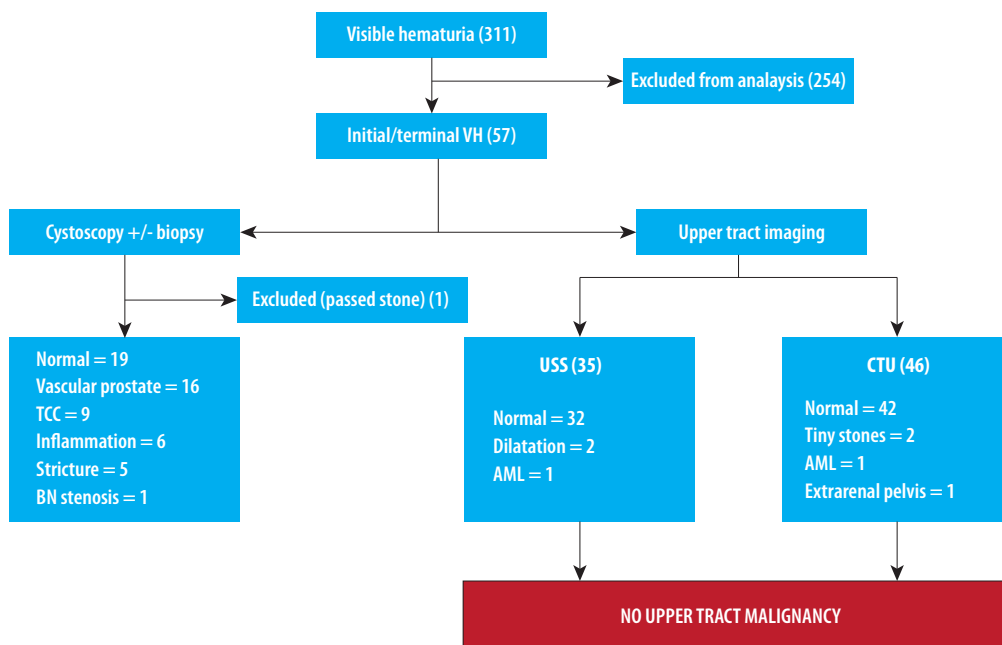 Visible hematuria (311)
Excluded from analaysis (254)
Initial/terminal VH (57)
Cystoscopy +/- biopsy
Upper tract imaging
Excluded (passed stone) (1)
Normal = 19
Vascular prostate = 16
TCC = 9
Inflammation = 6
Stricture = 5
BN stenosis = 1
USS (35)
Normal = 32
Dilatation = 2
AML = 1
CTU (46)
Normal = 42
Tiny stones = 2
AML = 1
Extrarenal pelvis = 1
NO UPPER TRACT MALIGNANCY